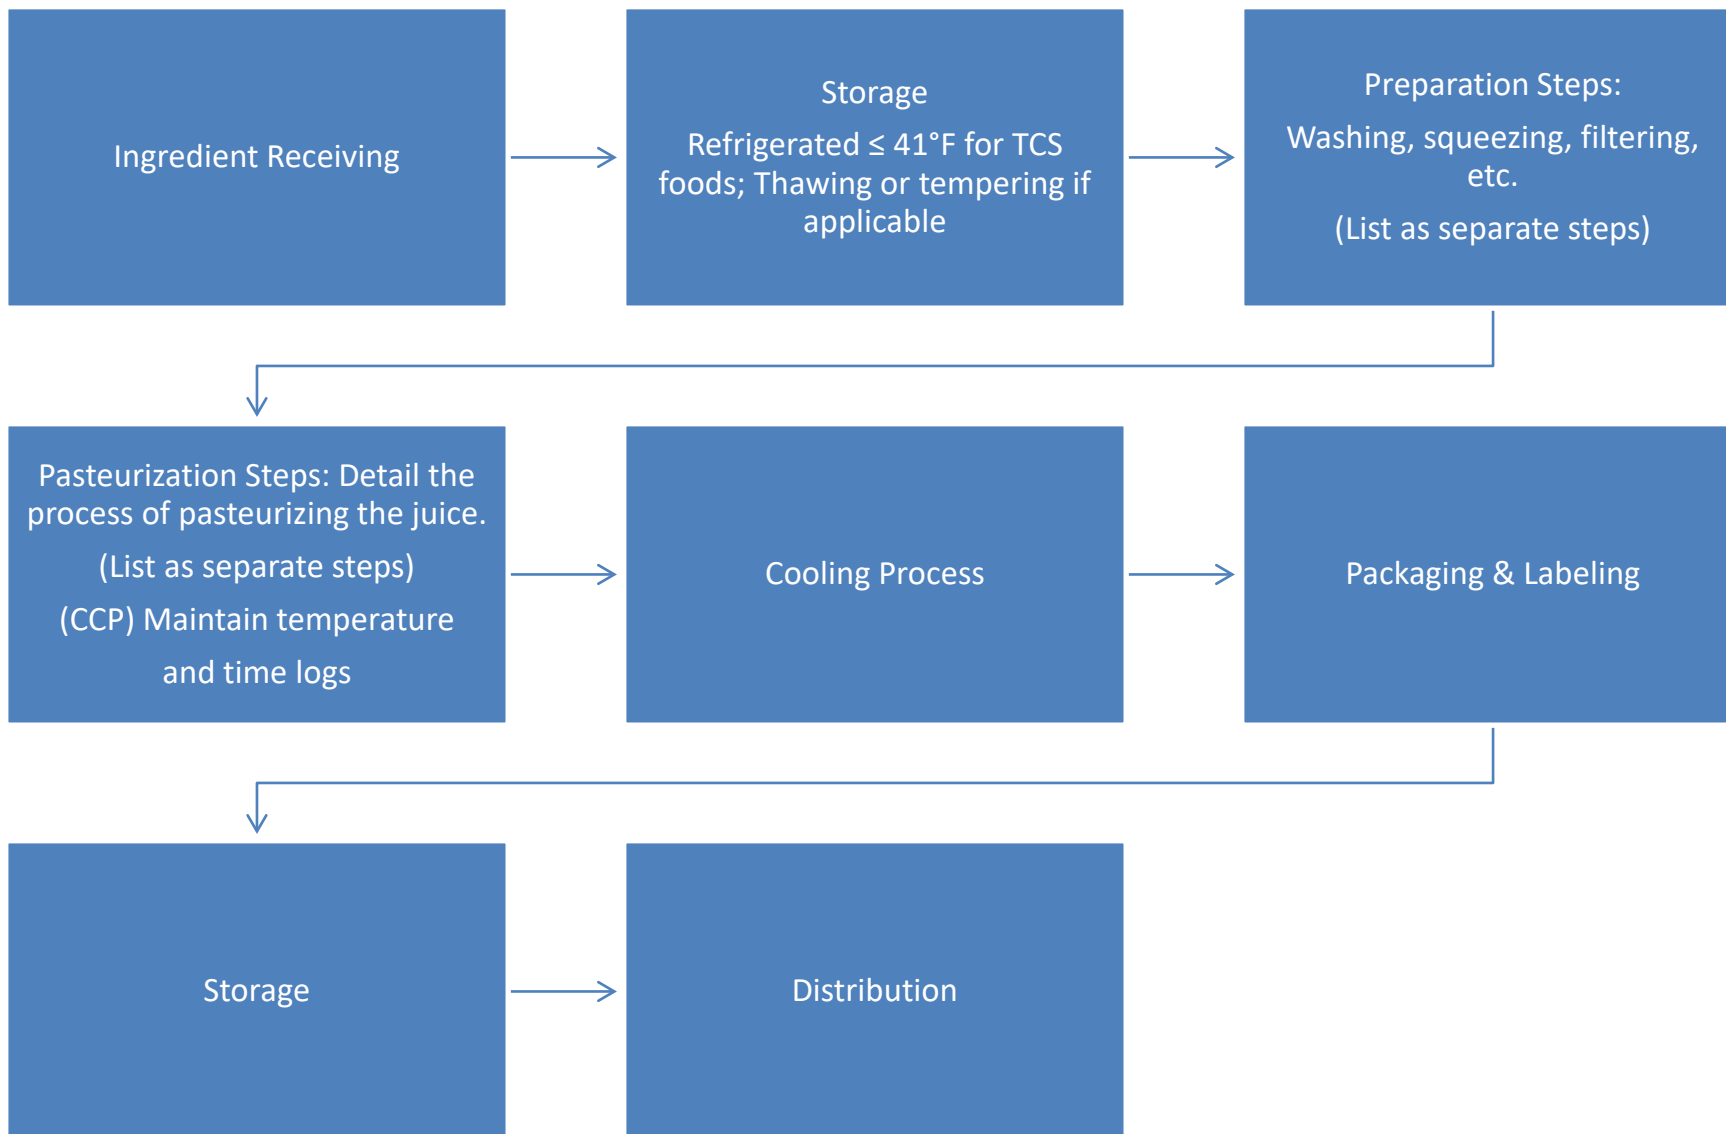 Ingredient Receiving
Storage
Refrigerated ≤ 41°F for TCS
foods; Thawing or tempering if
applicable
Preparation Steps:
Washing, squeezing, filtering,
etc.
(List as separate steps)
Pasteurization Steps: Detail the
process of pasteurizing the juice.
(List as separate steps)
(CCP) Maintain temperature
and time logs
Cooling Process
Packaging & Labeling
Storage
Distribution